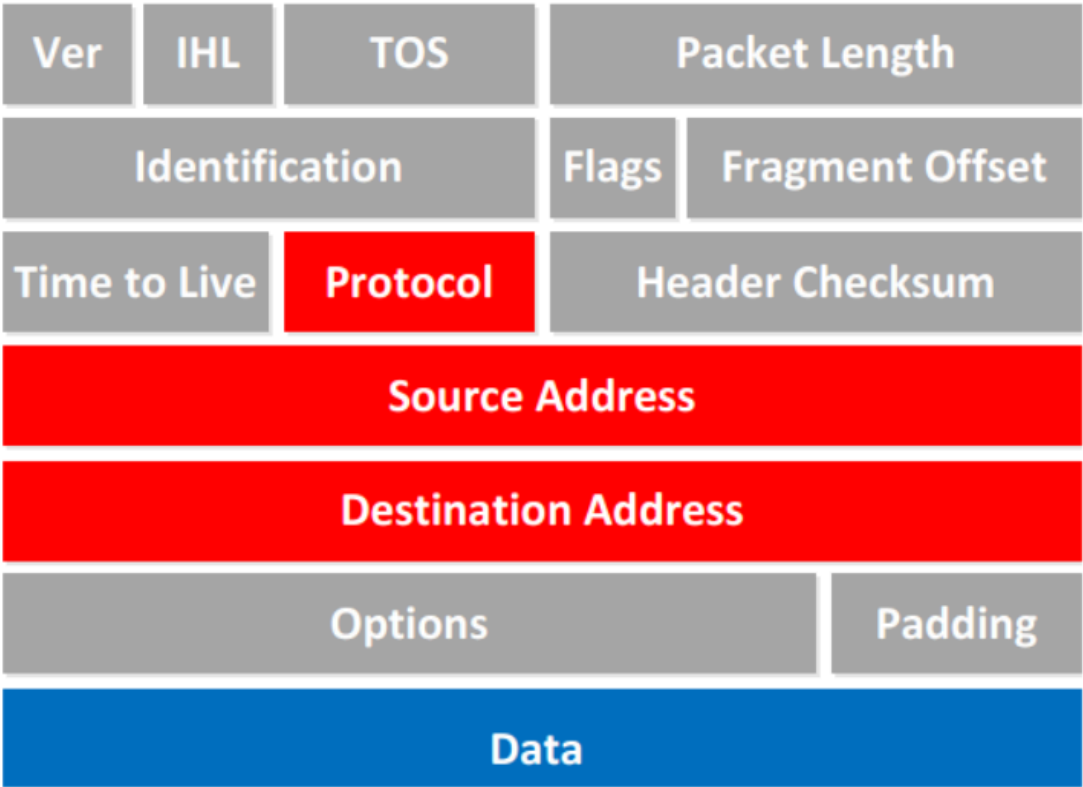 Ver IHL TOS Packet Length
Identification Flags Fragment Offset
Time to Live Protocol Header Checksum
Source Address
Destination Address
Options Padding
Data